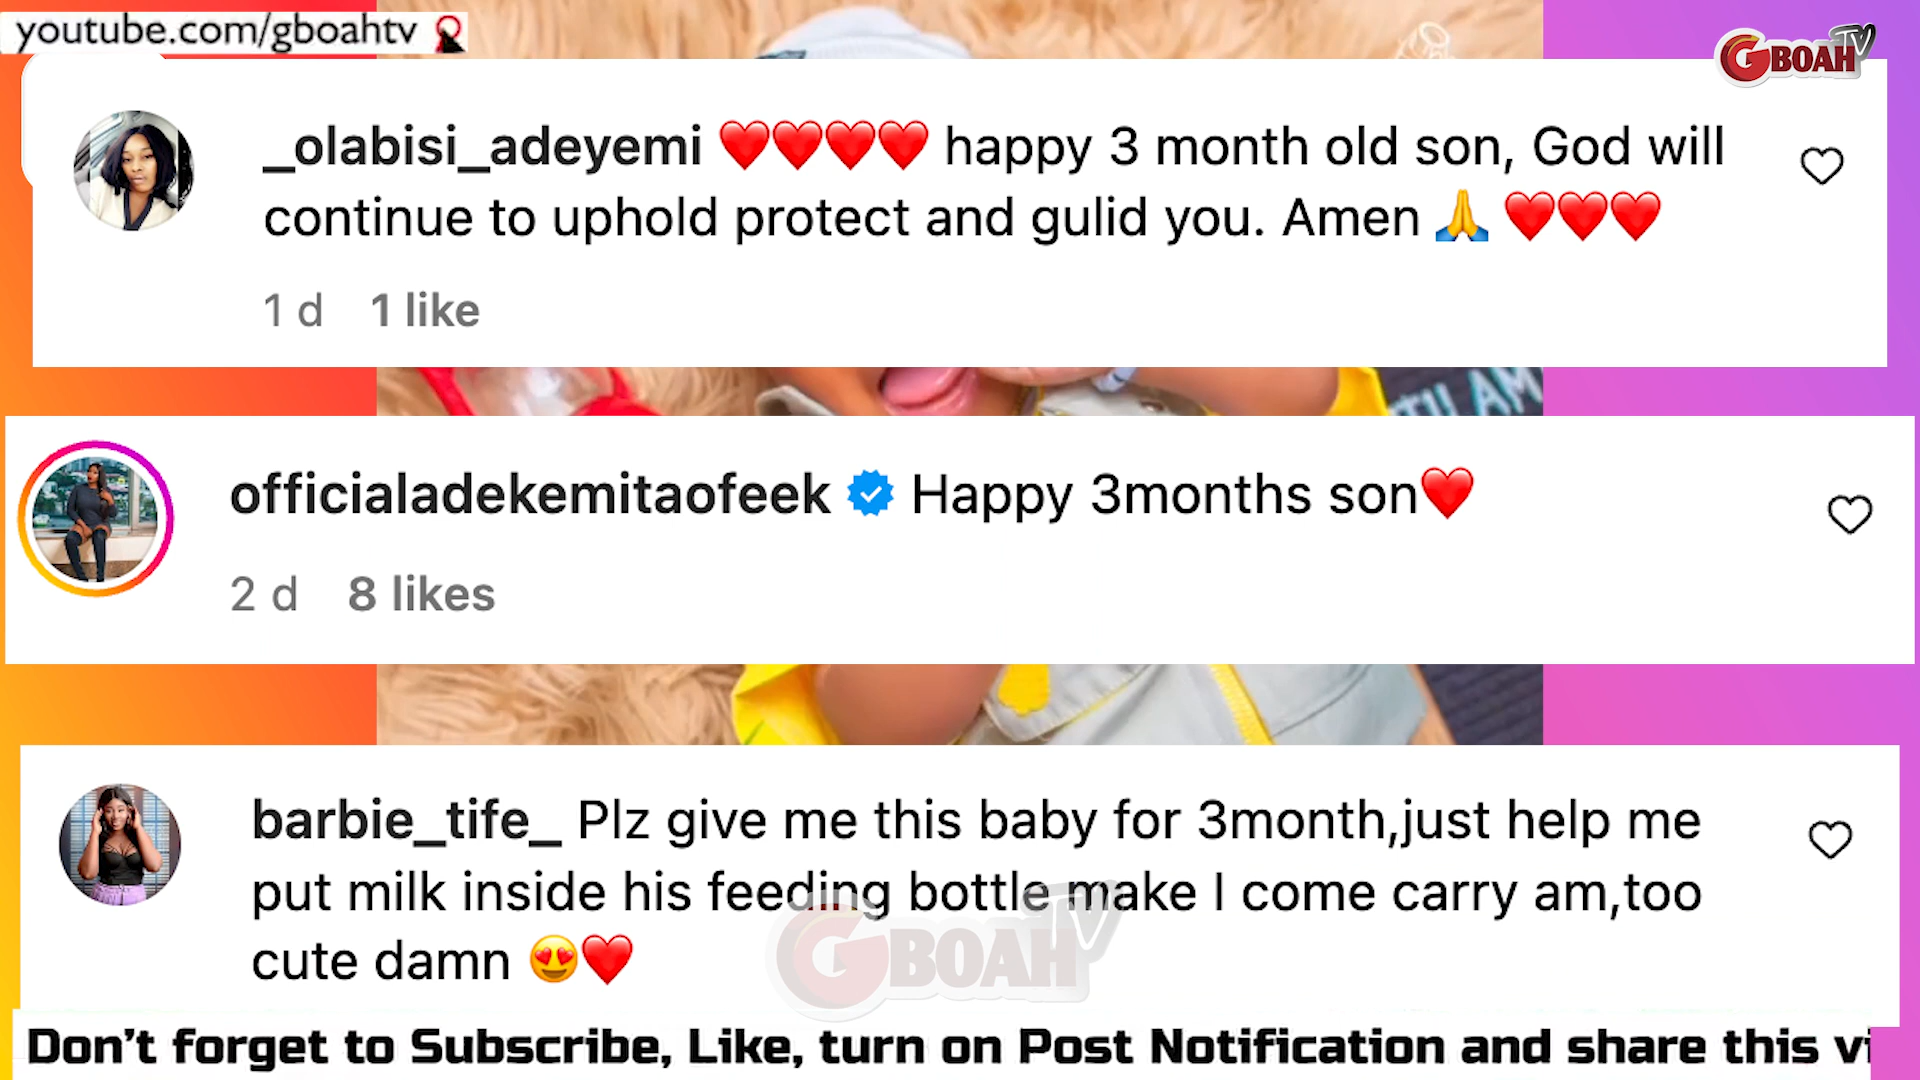 youtube.com/gboahtv
GBOAH TV
_olabisi_adeyemi ❤️❤️❤️❤️ happy 3 month old son, God will
continue to uphold protect and gulid you. Amen 🙏 ❤️❤️❤️
1 d 1 like
officialadekemitaofeek Happy 3months son❤️
2 d 8 likes
barbie_tife_ Plz give me this baby for 3month,just help me
put milk inside his feeding bottle make I come carry am,too
cute damn 😍❤️
GBOAH TV
Don't forget to Subscribe, Like, turn on Post Notification and share this vi